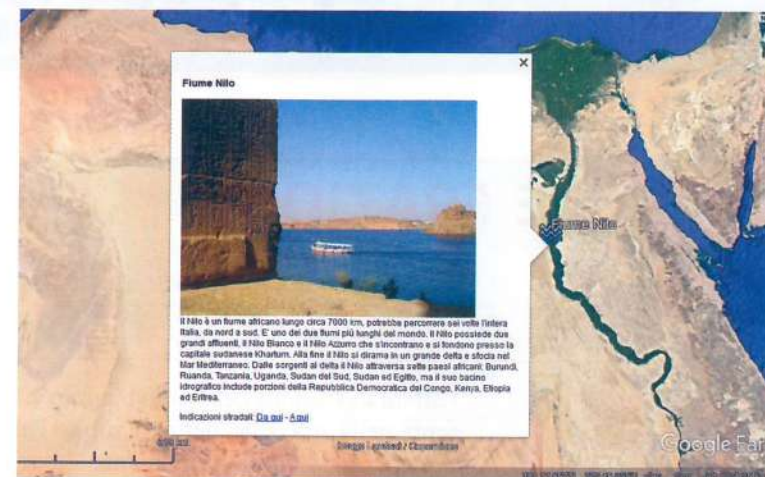 Fiume Nilo
Il Nilo è un fiume africano lungo circa 7000 km, potrebbe percorrere sei volte l'intera
Italia, da nord a sud. E' uno dei due fiumi più lunghi del mondo. Il Nilo possiede due
grandi affluenti, il Nilo Bianco e il Nilo Azzurro che s'incontrano e si fondono presso la
capitale sudanese Khartum. Alla fine il Nilo si dirama in un grande delta e sfocia nel
Mar Mediterraneo. Dalle sorgenti al delta il Nilo attraversa sette paesi africani: Burundi,
Ruanda, Tanzania, Uganda, Sudan del Sud, Sudan ed Egitto, ma il suo bacino
idrografico include porzioni della Repubblica Democratica del Congo, Kenya, Etiopia
ed Eritrea.
Indicazioni stradali: Da qui - A qui
Fiume Nilo
Image Landsat / Copernicus
Google Ear